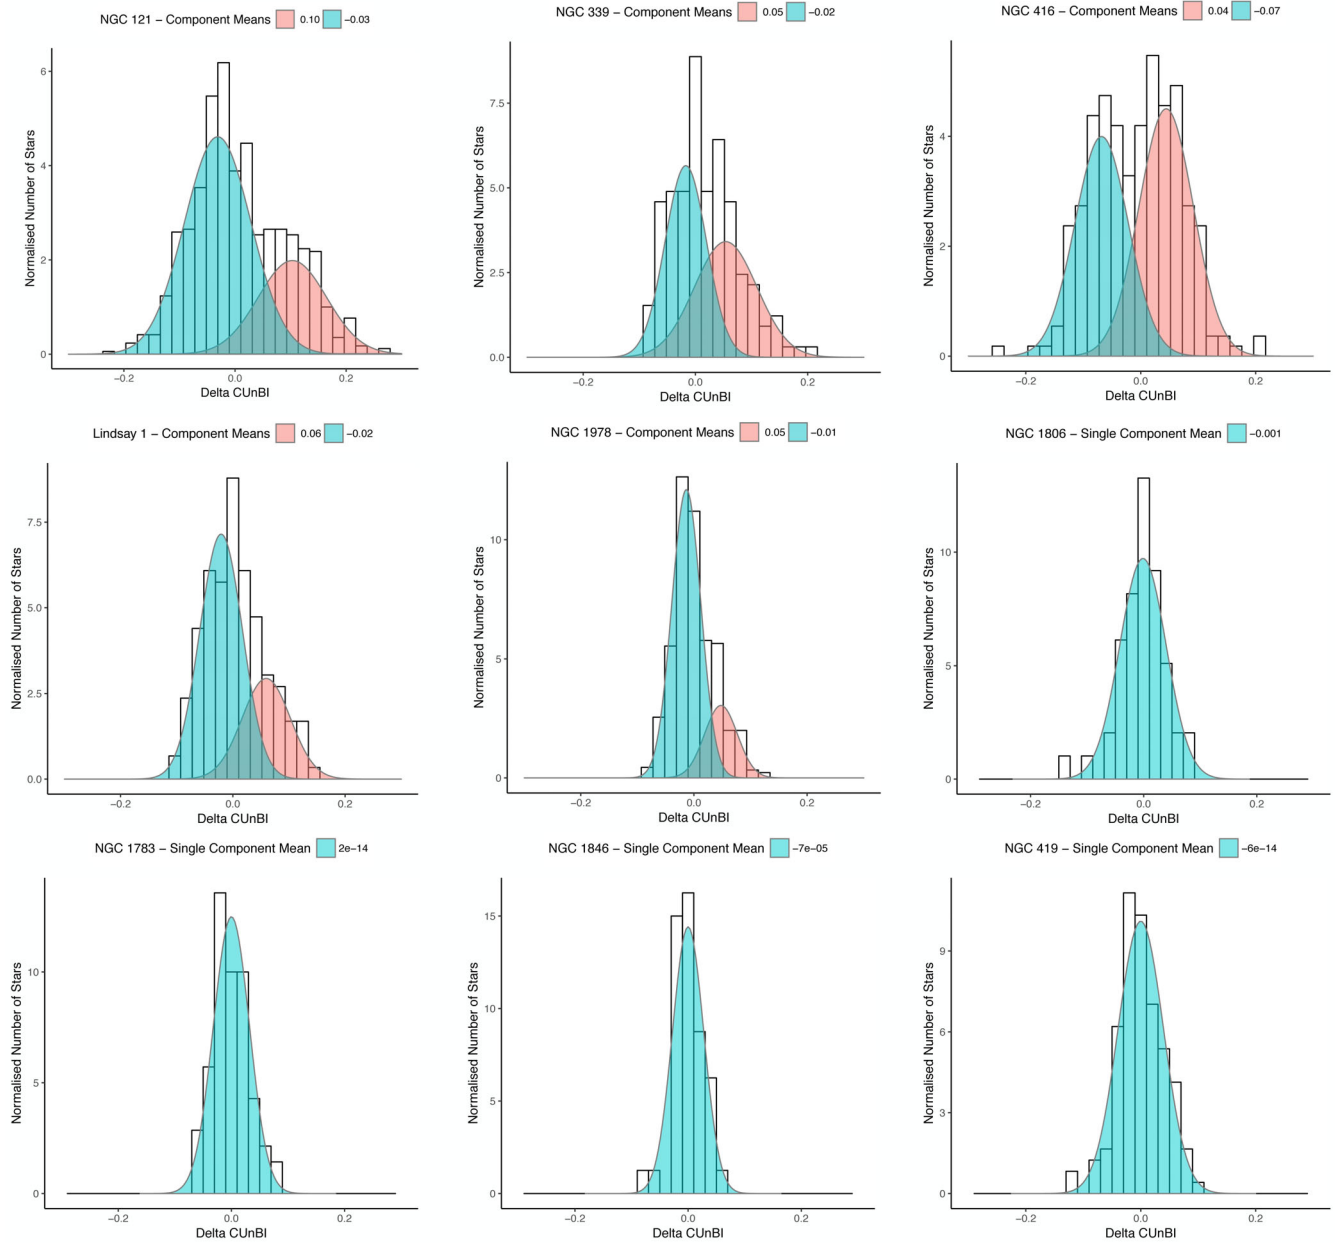 NGC 121 – Component Means 0.10 −0.03
Normalised Number of Stars
6
4
2
0
−0.2 0.0 0.2
Delta CUnBI
NGC 339 – Component Means 0.05 −0.02
Normalised Number of Stars
7.5
5.0
2.5
0.0
−0.2 0.0 0.2
Delta CUnBI
NGC 416 – Component Means 0.04 −0.07
Normalised Number of Stars
4
2
0
−0.2 0.0 0.2
Delta CUnBI
Lindsay 1 – Component Means 0.06 −0.02
Normalised Number of Stars
7.5
5.0
2.5
0.0
−0.2 0.0 0.2
Delta CUnBI
NGC 1978 – Component Means 0.05 −0.01
Normalised Number of Stars
10
5
0
−0.2 0.0 0.2
Delta CUnBI
NGC 1806 – Single Component Mean −0.001
Normalised Number of Stars
10
5
0
−0.2 0.0 0.2
Delta CUnBI
NGC 1783 – Single Component Mean 2e−14
Normalised Number of Stars
10
5
0
−0.2 0.0 0.2
Delta CUnBI
NGC 1846 – Single Component Mean −7e−05
Normalised Number of Stars
15
10
5
0
−0.2 0.0 0.2
Delta CUnBI
NGC 419 – Single Component Mean −6e−14
Normalised Number of Stars
9
6
3
0
−0.2 0.0 0.2
Delta CUnBI